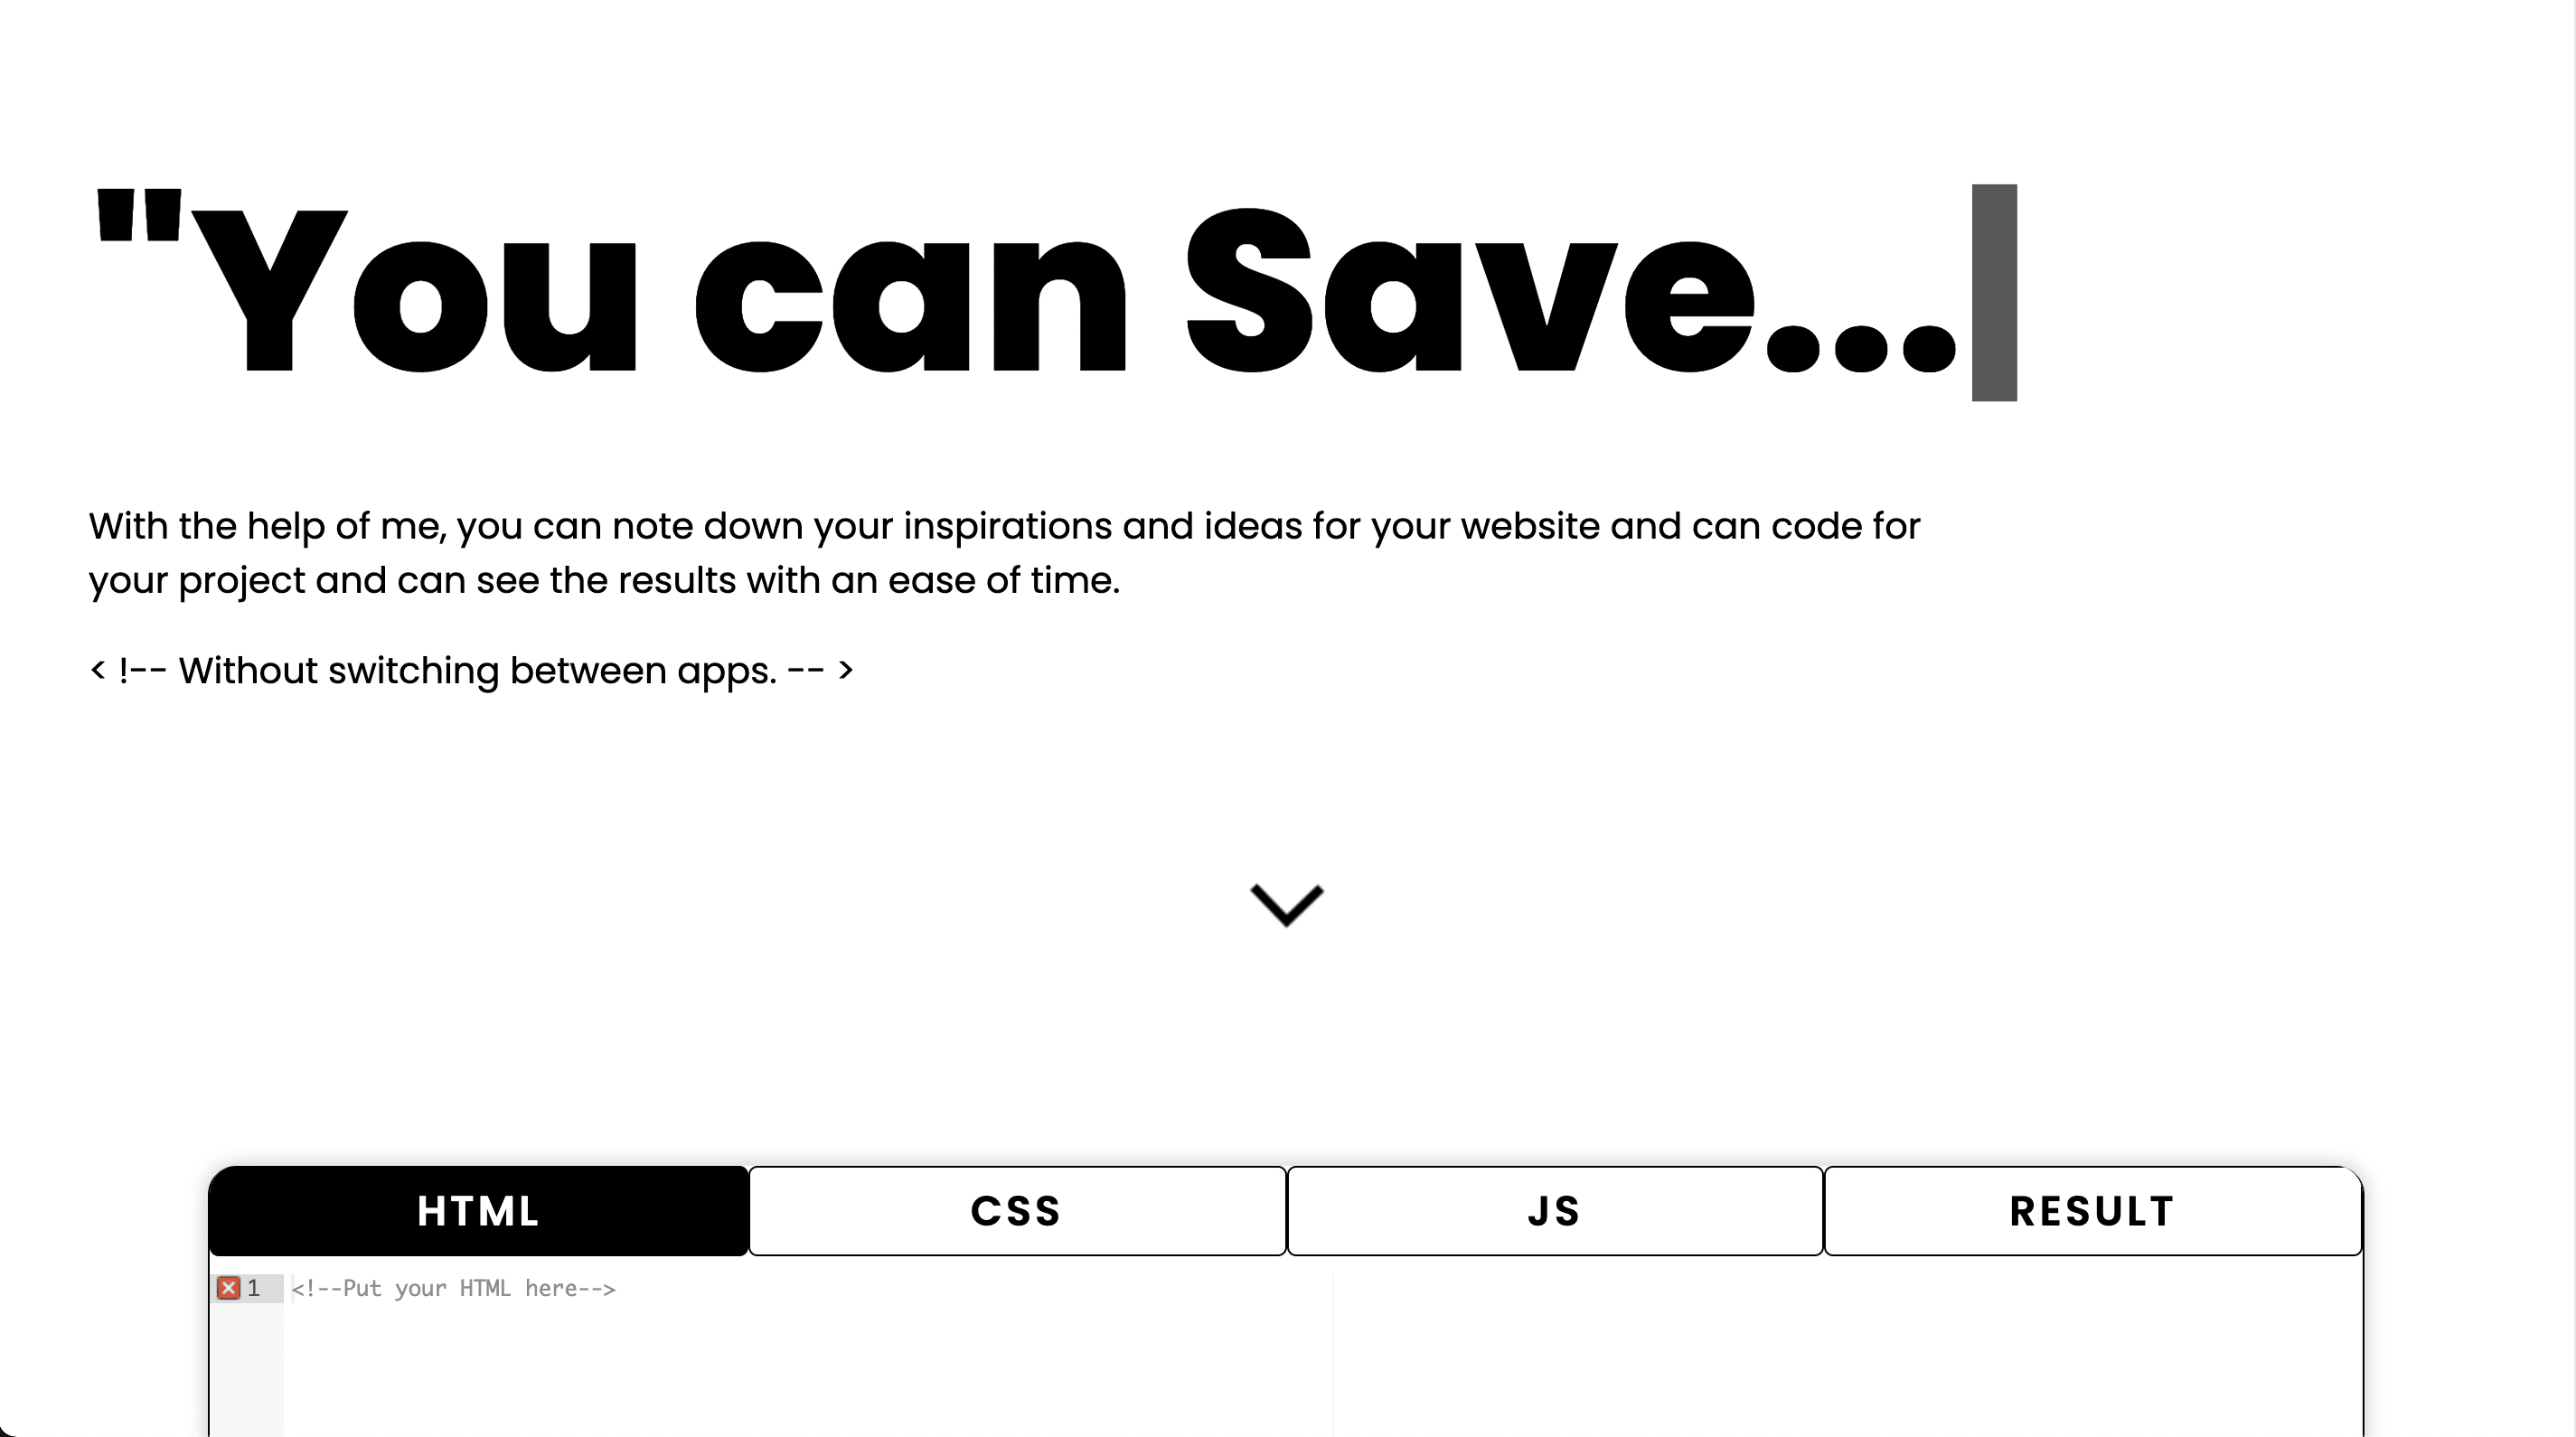 "You can Save...
With the help of me, you can note down your inspirations and ideas for your website and can code for
your project and can see the results with an ease of time.
< !-- Without switching between apps. -- >
HTML CSS JS RESULT
1 <!--Put your HTML here-->